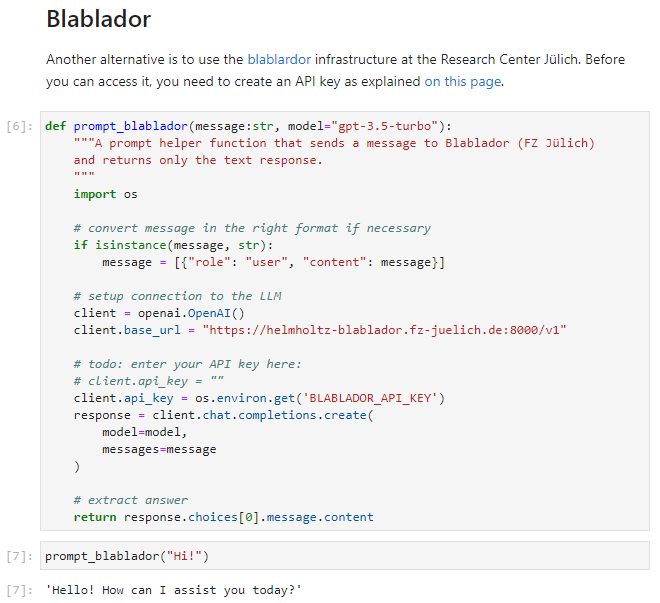 Blablador
Another alternative is to use the blablardor infrastructure at the Research Center Jülich. Before
you can access it, you need to create an API key as explained on this page.
[6]: def prompt_blablador(message:str, model="gpt-3.5-turbo"):
    """A prompt helper function that sends a message to Blablador (FZ Jülich)
    and returns only the text response.
    """
    import os
    # convert message in the right format if necessary
    if isinstance(message, str):
        message = [{"role": "user", "content": message}]
    # setup connection to the LLM
    client = openai.OpenAI()
    client.base_url = "https://helmholtz-blablador.fz-juelich.de:8000/v1"
    # todo: enter your API key here:
    # client.api_key = ""
    client.api_key = os.environ.get('BLABLADOR_API_KEY')
    response = client.chat.completions.create(
        model=model,
        messages=message
    )
    # extract answer
    return response.choices[0].message.content
[7]: prompt_blablador("Hi!")
[7]: 'Hello! How can I assist you today?'